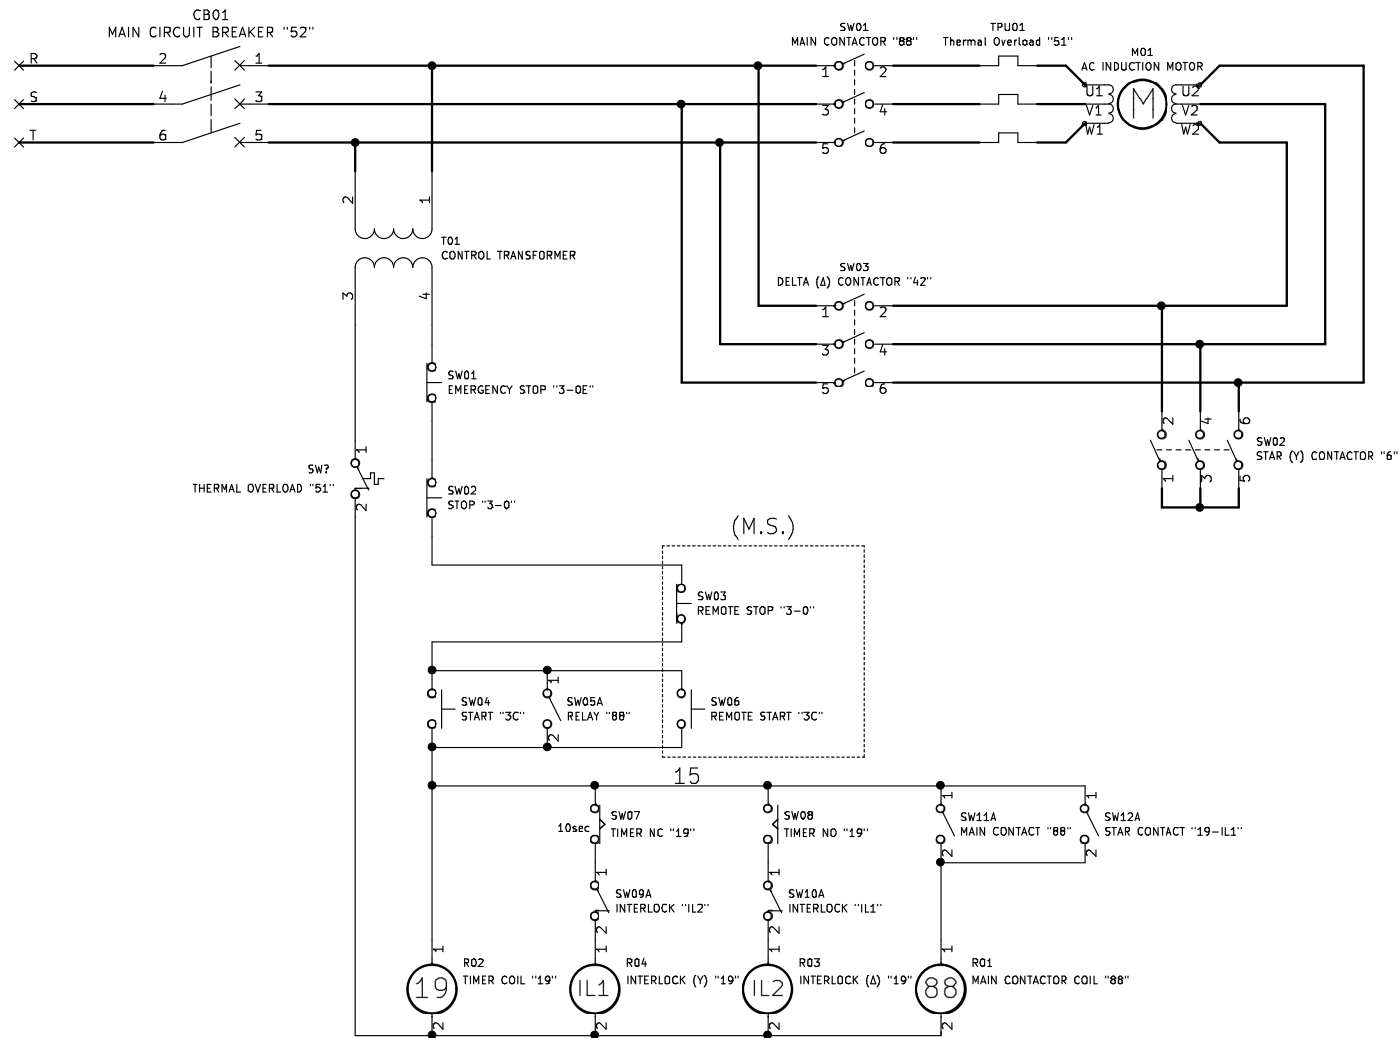 CB01
MAIN CIRCUIT BREAKER "52"
R 2 1
S 4 3
T 6 5
SW01
MAIN CONTACTOR "88"
1 2
3 4
5 6
TPU01
Thermal Overload "51"
M01
AC INDUCTION MOTOR
U1 M U2
V1 V2
W1 W2
2 1
T01
CONTROL TRANSFORMER
3 4
SW03
DELTA (Δ) CONTACTOR "42"
1 2
3 4
5 6
SW01
EMERGENCY STOP "3-0E"
2 4 6
SW02
STAR (Y) CONTACTOR "6"
1 3 5
SW?
THERMAL OVERLOAD "51"
1
2
SW02
STOP "3-0"
(M.S.)
SW03
REMOTE STOP "3-0"
SW04
START "3C"
1
SW05A
RELAY "88"
2
SW06
REMOTE START "3C"
15
10sec
SW07
TIMER NC "19"
SW08
TIMER NO "19"
1
SW11A
MAIN CONTACT "88"
2
1
SW12A
STAR CONTACT "19-IL1"
2
1
SW09A
INTERLOCK "IL2"
2
1
SW10A
INTERLOCK "IL1"
2
1
R02
TIMER COIL "19"
19
2
1
R04
INTERLOCK (Y) "19"
IL1
2
1
R03
INTERLOCK (Δ) "19"
IL2
2
1
R01
MAIN CONTACTOR COIL "88"
88
2